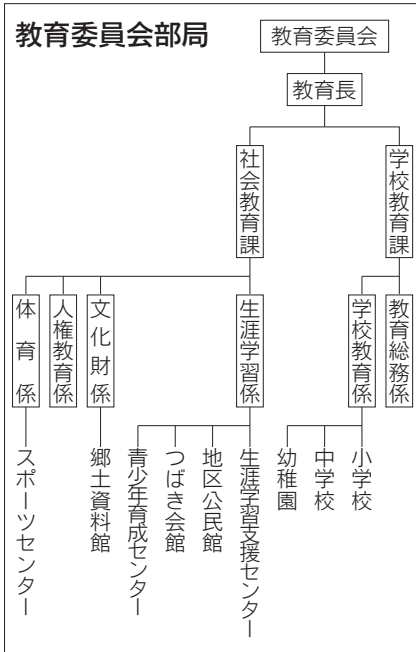 教育委員会部局
教育委員会
教育長
学校教育課
社会教育課
教育総務係
学校教育係
生涯学習係
文化財係
人権教育係
体育係
小学校
中学校
幼稚園
生涯学習支援センター
地区公民館
つばき会館
青少年育成センター
郷土資料館
スポーツセンター